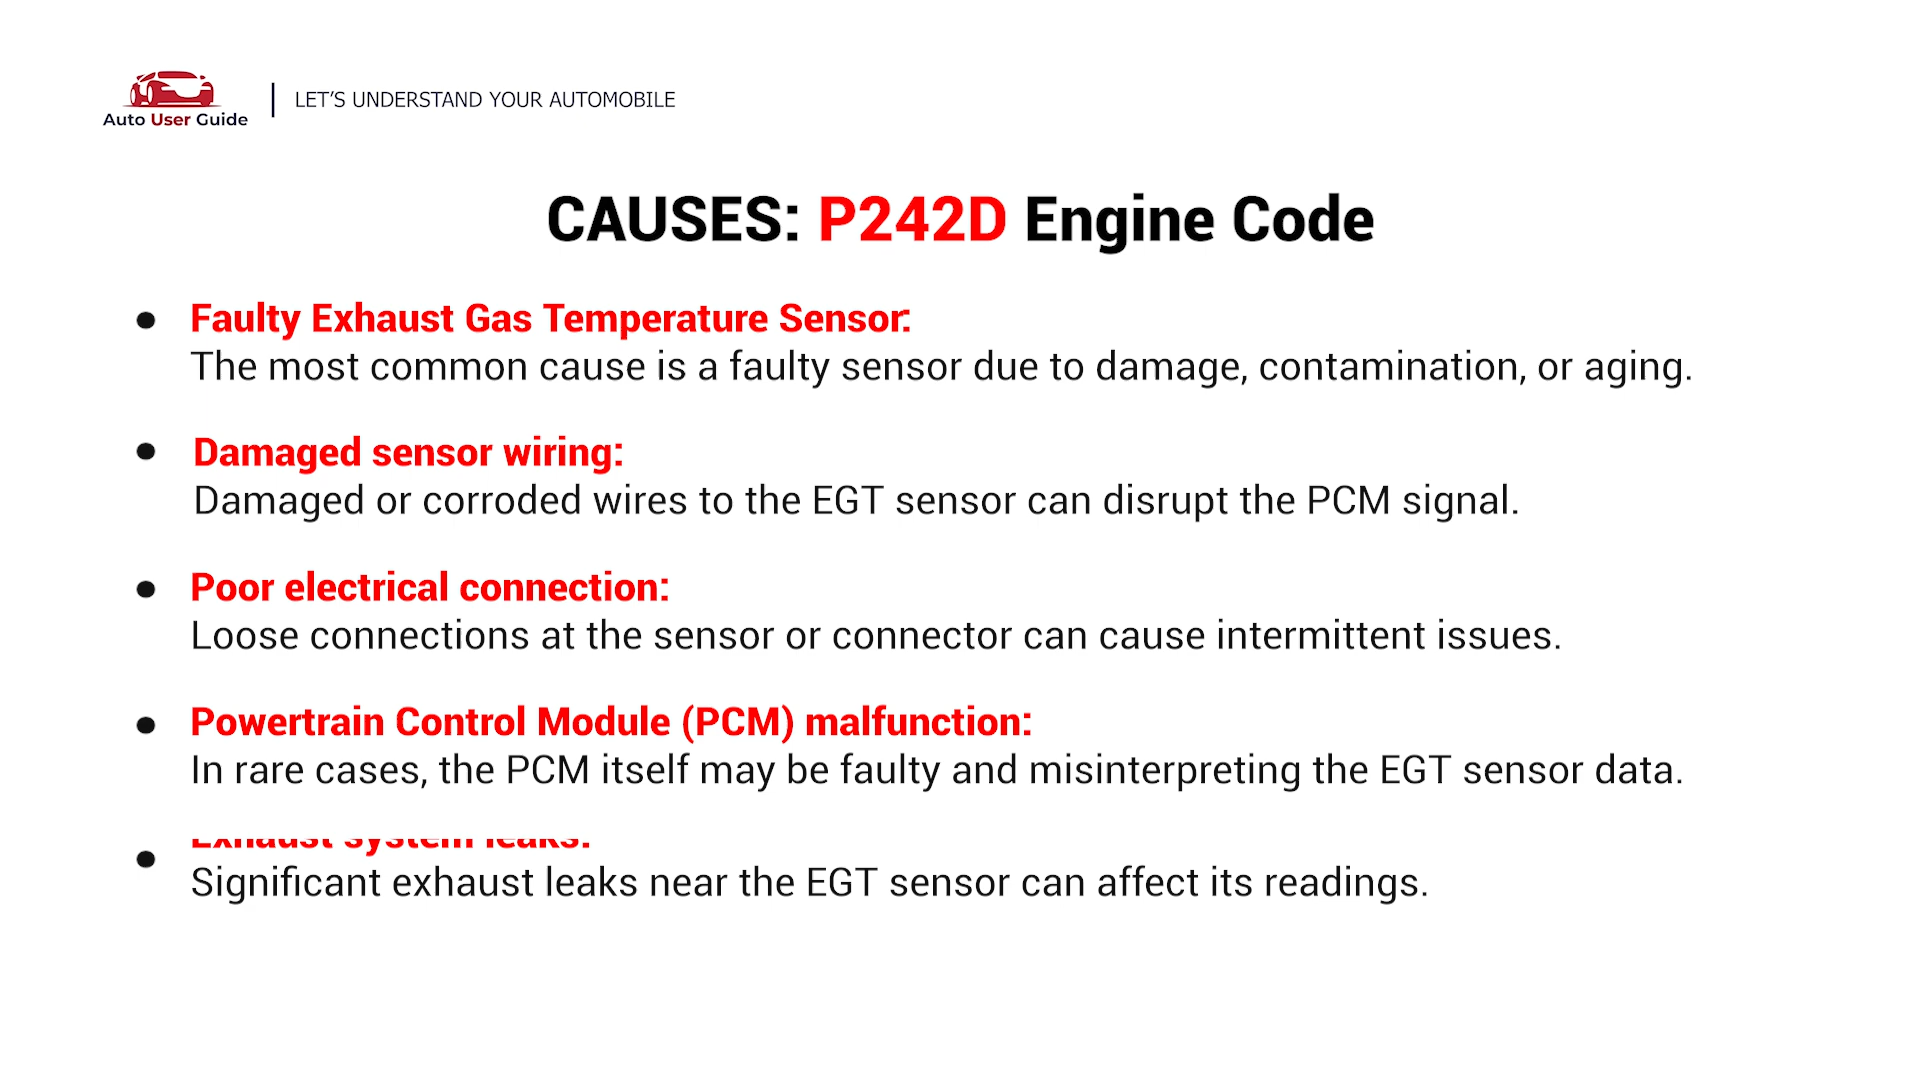 Auto User Guide
LET'S UNDERSTAND YOUR AUTOMOBILE
CAUSES: P242D Engine Code
Faulty Exhaust Gas Temperature Sensor:
The most common cause is a faulty sensor due to damage, contamination, or aging.
Damaged sensor wiring:
Damaged or corroded wires to the EGT sensor can disrupt the PCM signal.
Poor electrical connection:
Loose connections at the sensor or connector can cause intermittent issues.
Powertrain Control Module (PCM) malfunction:
In rare cases, the PCM itself may be faulty and misinterpreting the EGT sensor data.
Exhaust system leaks:
Significant exhaust leaks near the EGT sensor can affect its readings.